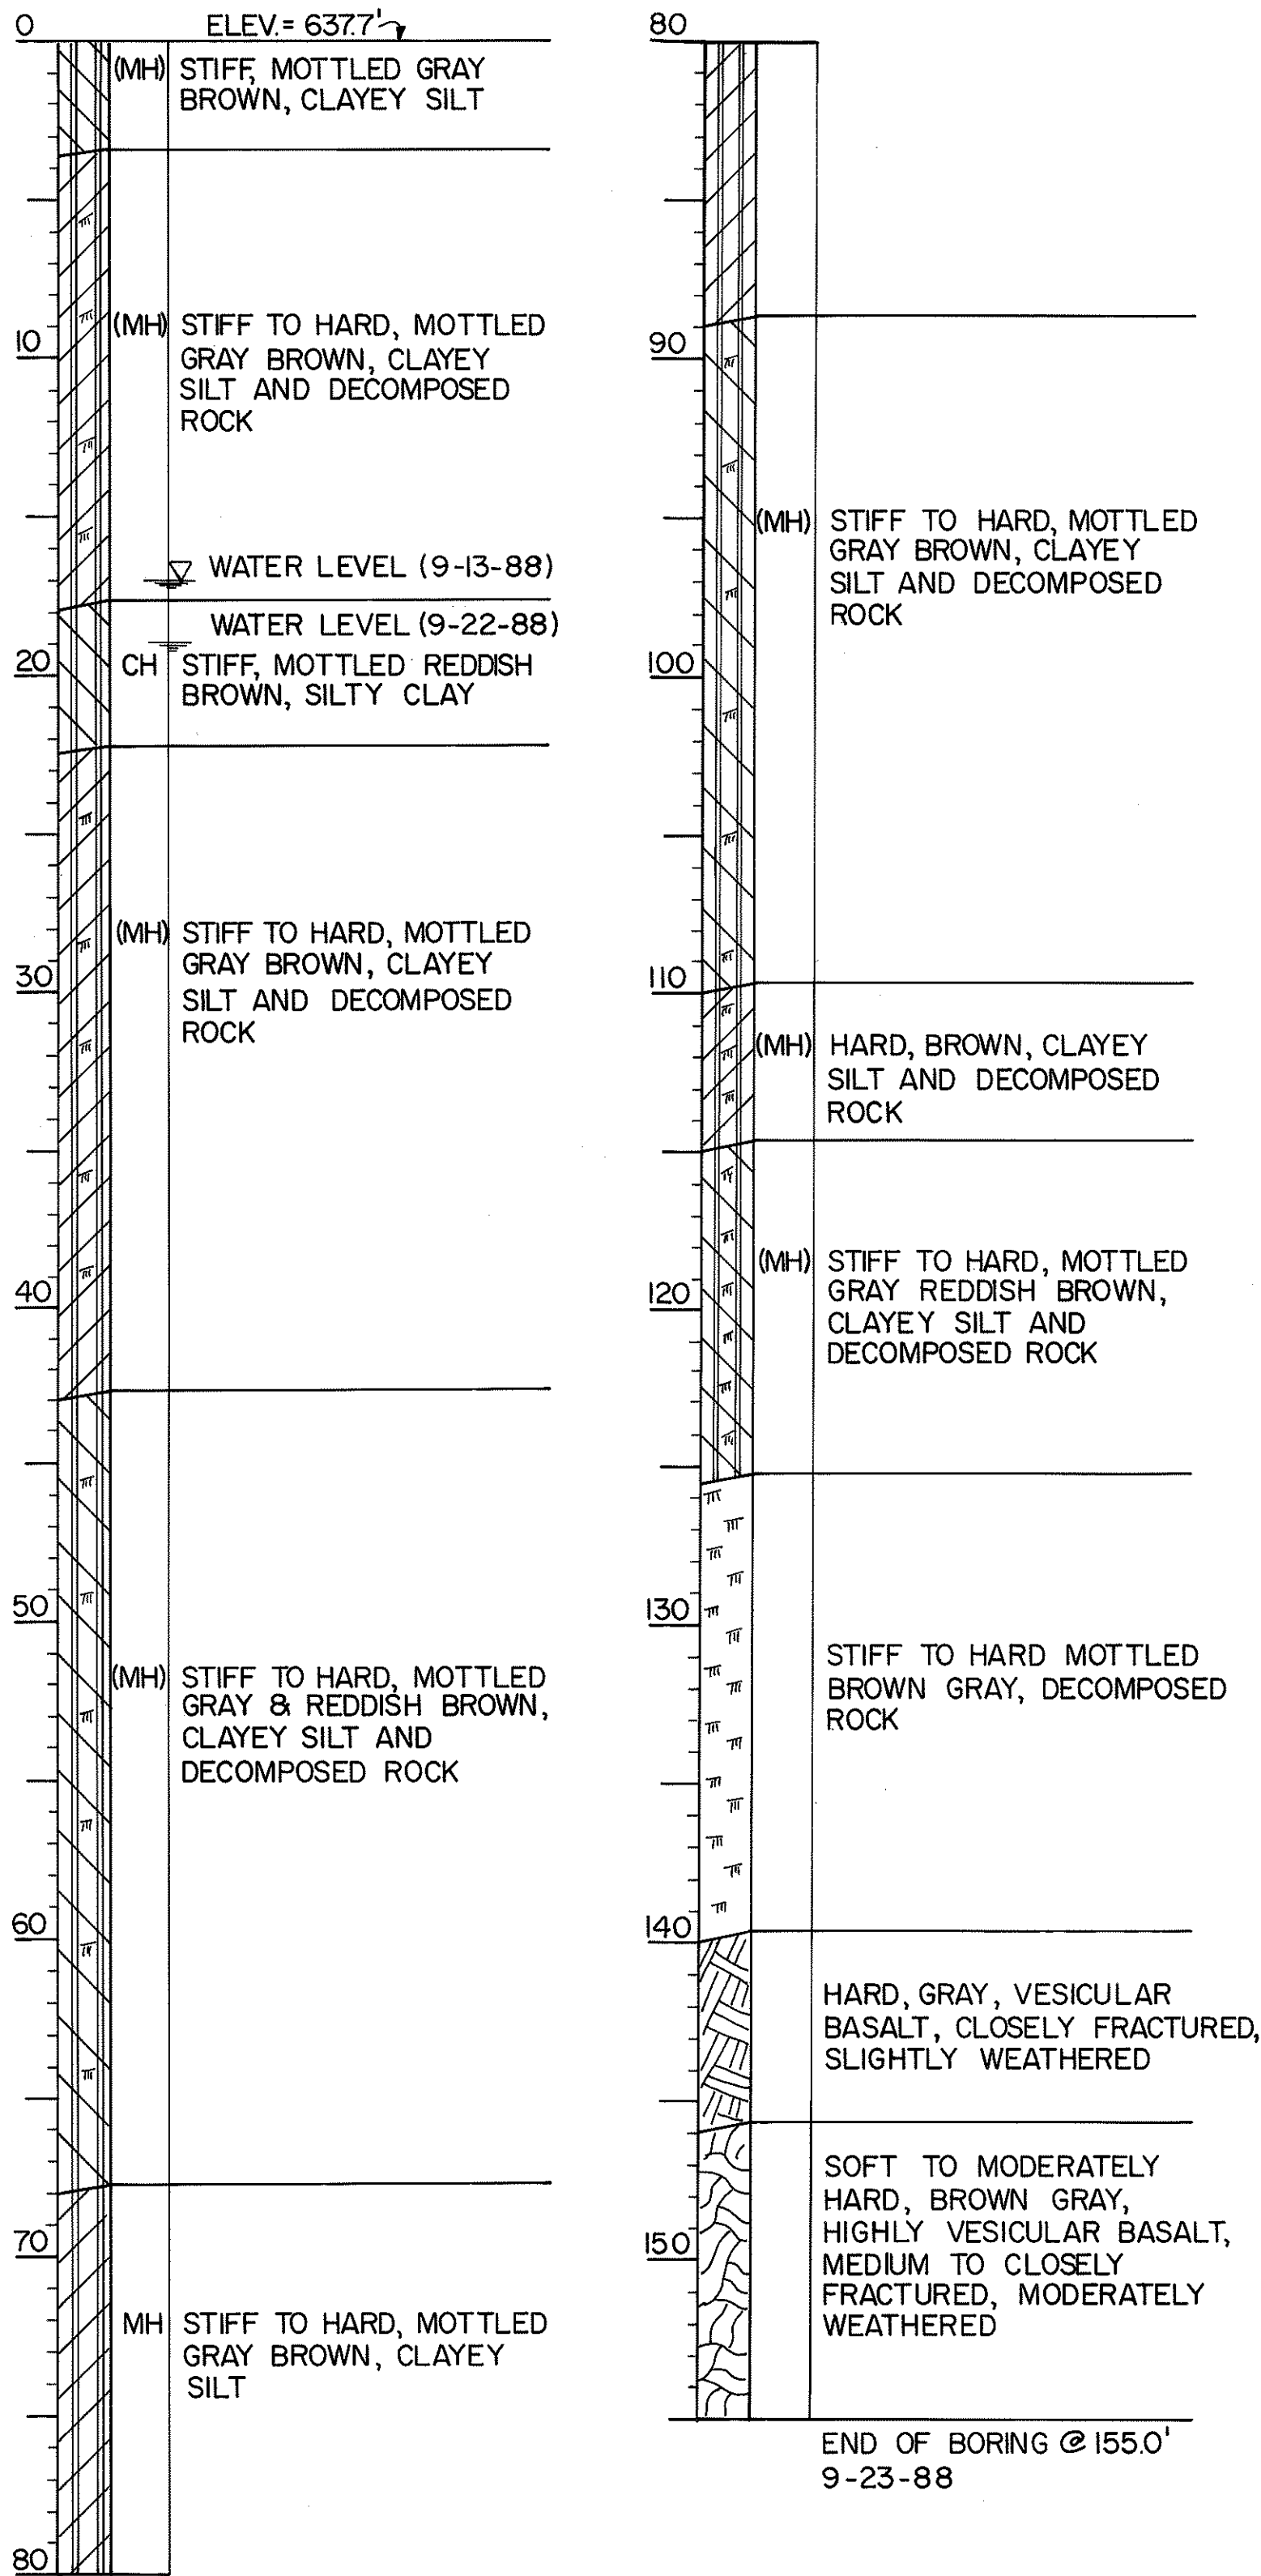 0
ELEV. = 637.7'
(MH) STIFF, MOTTLED GRAY
BROWN, CLAYEY SILT
(MH) STIFF TO HARD, MOTTLED
10
GRAY BROWN, CLAYEY
SILT AND DECOMPOSED
ROCK
WATER LEVEL (9-13-88)
WATER LEVEL (9-22-88)
20
CH STIFF, MOTTLED REDDISH
BROWN, SILTY CLAY
(MH) STIFF TO HARD, MOTTLED
GRAY BROWN, CLAYEY
30
SILT AND DECOMPOSED
ROCK
40
50
(MH) STIFF TO HARD, MOTTLED
GRAY & REDDISH BROWN,
CLAYEY SILT AND
DECOMPOSED ROCK
60
70
MH STIFF TO HARD, MOTTLED
GRAY BROWN, CLAYEY
SILT
80
80
90
(MH) STIFF TO HARD, MOTTLED
GRAY BROWN, CLAYEY
SILT AND DECOMPOSED
ROCK
100
110
(MH) HARD, BROWN, CLAYEY
SILT AND DECOMPOSED
ROCK
(MH) STIFF TO HARD, MOTTLED
GRAY REDDISH BROWN,
120
CLAYEY SILT AND
DECOMPOSED ROCK
130
STIFF TO HARD MOTTLED
BROWN GRAY, DECOMPOSED
ROCK
140
HARD, GRAY, VESICULAR
BASALT, CLOSELY FRACTURED,
SLIGHTLY WEATHERED
SOFT TO MODERATELY
HARD, BROWN GRAY,
HIGHLY VESICULAR BASALT,
150
MEDIUM TO CLOSELY
FRACTURED, MODERATELY
WEATHERED
END OF BORING @ 155.0'
9-23-88